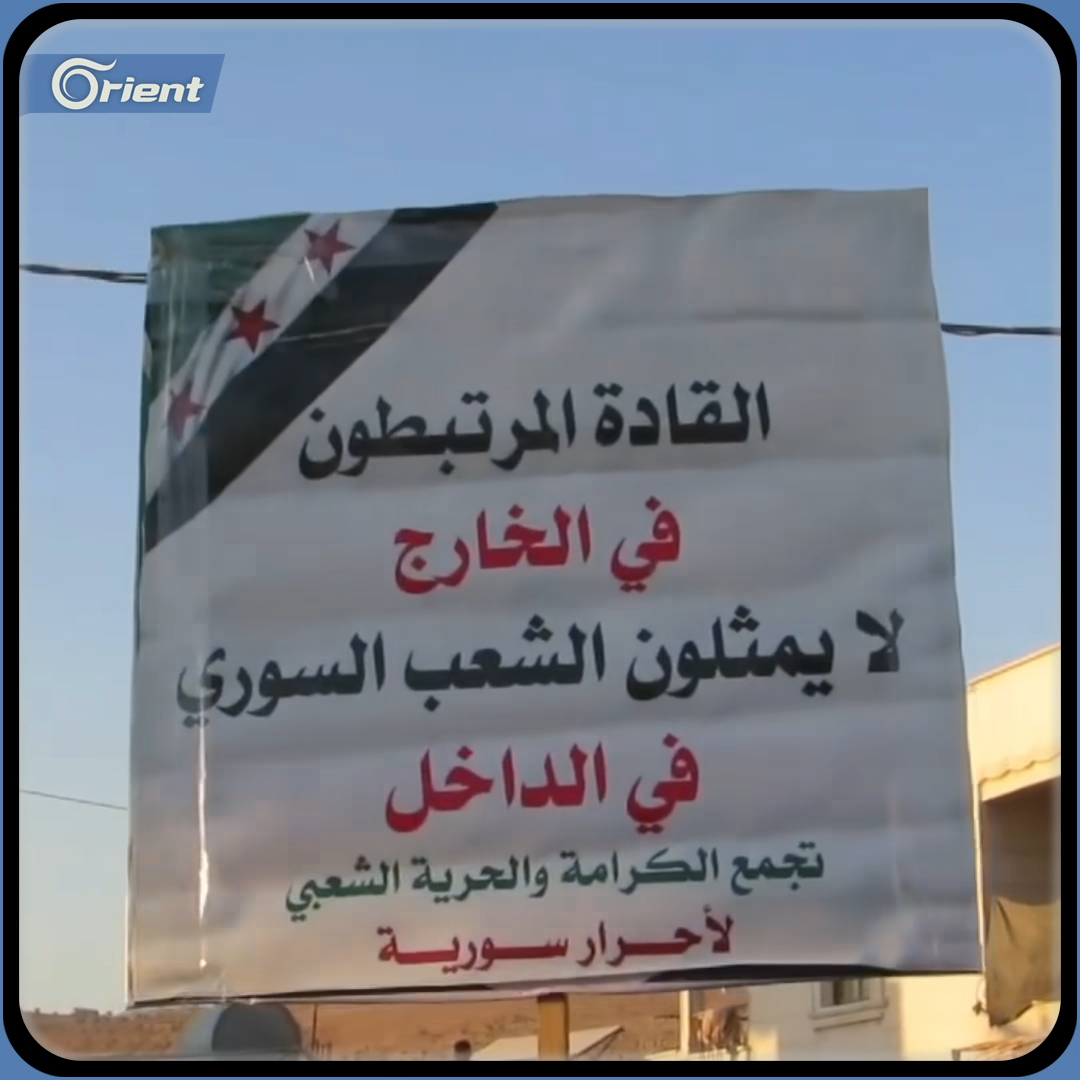 Orient
القادة المرتبطون
في الخارج
لا يمثلون الشعب السوري
في الداخل
تجمع الكرامة والحرية الشعبي
لأحرار سورية